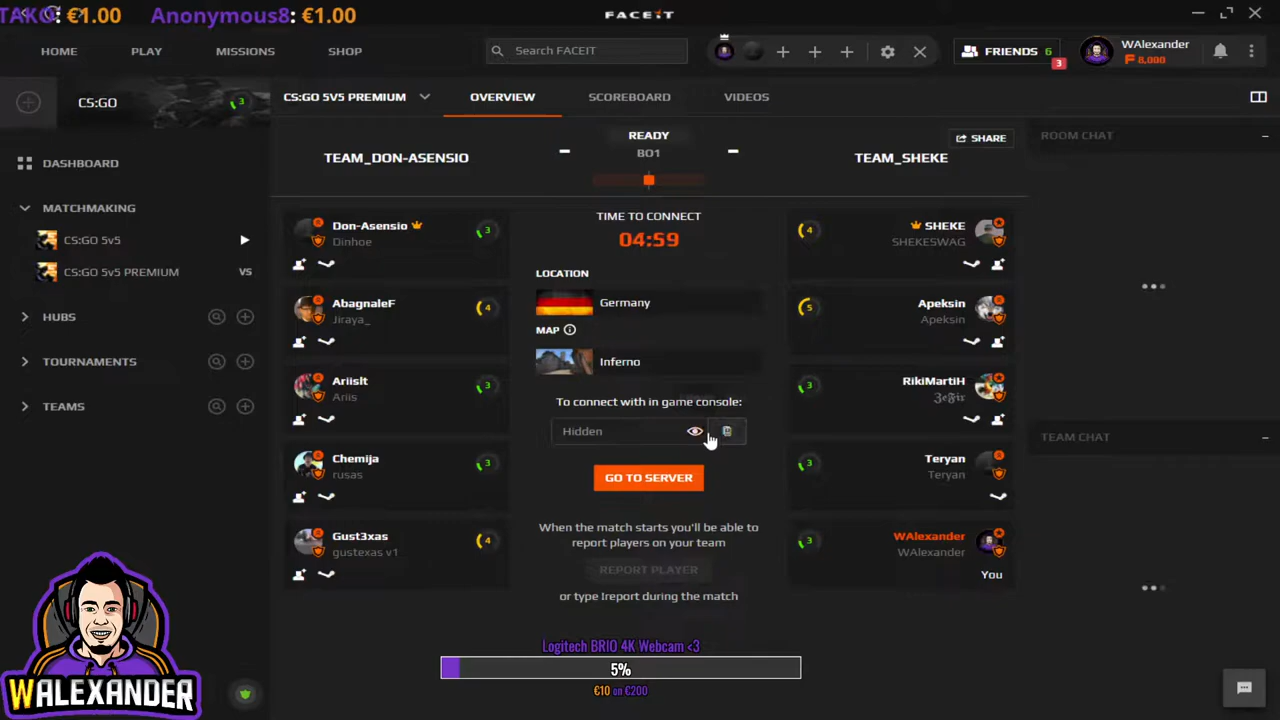 TAKO: €1.00 Anonymous8: €1.00
FACEIT
HOME PLAY MISSIONS SHOP
Search FACEIT
FRIENDS 6
3
WAlexander
8,000
CS:GO
3
CS:GO 5V5 PREMIUM
OVERVIEW SCOREBOARD VIDEOS
DASHBOARD
MATCHMAKING
CS:GO 5v5
CS:GO 5v5 PREMIUM VS
HUBS
TOURNAMENTS
TEAMS
TEAM_DON-ASENSIO
READY
BO1
TEAM_SHEKE
SHARE
Don-Asensio
Dinhoe
3
AbagnaleF
Jiraya_
4
AriisIt
Ariis
3
Chemija
rusas
3
Gust3xas
gustexas v1
4
TIME TO CONNECT
04:59
LOCATION
Germany
MAP
Inferno
To connect with in game console:
Hidden
GO TO SERVER
When the match starts you'll be able to
report players on your team
REPORT PLAYER
or type !report during the match
4
SHEKE
SHEKESWAG
5
Apeksin
Apeksin
3
RikiMartiH
3
Teryan
Teryan
3
WAlexander
WAlexander
You
ROOM CHAT
TEAM CHAT
Logitech BRIO 4K Webcam <3
5%
€10 on €200
WALEXANDER